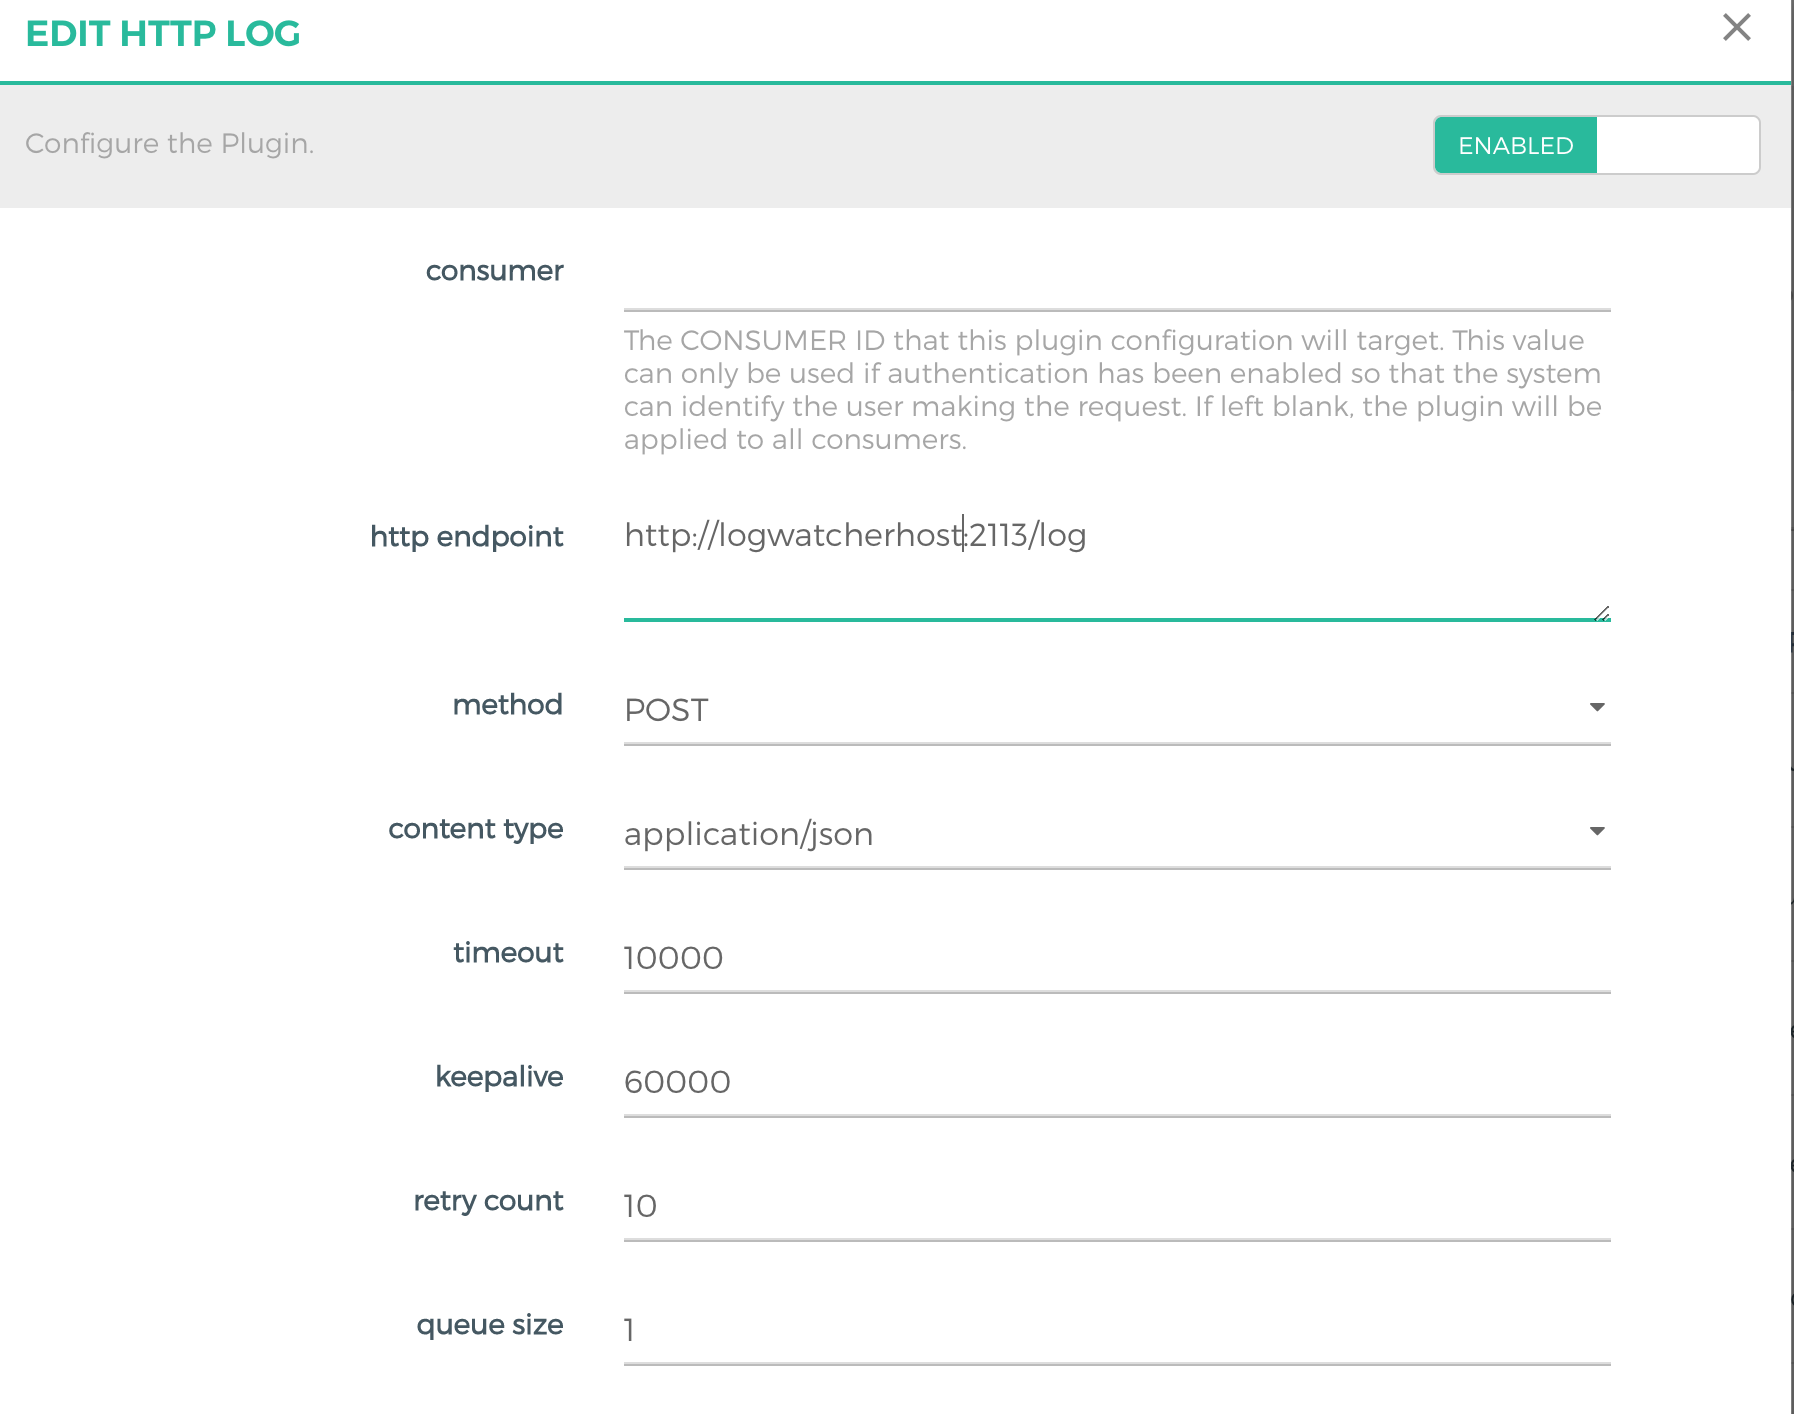 EDIT HTTP LOG
Configure the Plugin.
ENABLED
consumer
The CONSUMER ID that this plugin configuration will target. This value
can only be used if authentication has been enabled so that the system
can identify the user making the request. If left blank, the plugin will be
applied to all consumers.
http endpoint
http://logwatcherhost:2113/log
method
POST
content type
application/json
timeout
10000
keepalive
60000
retry count
10
queue size
1